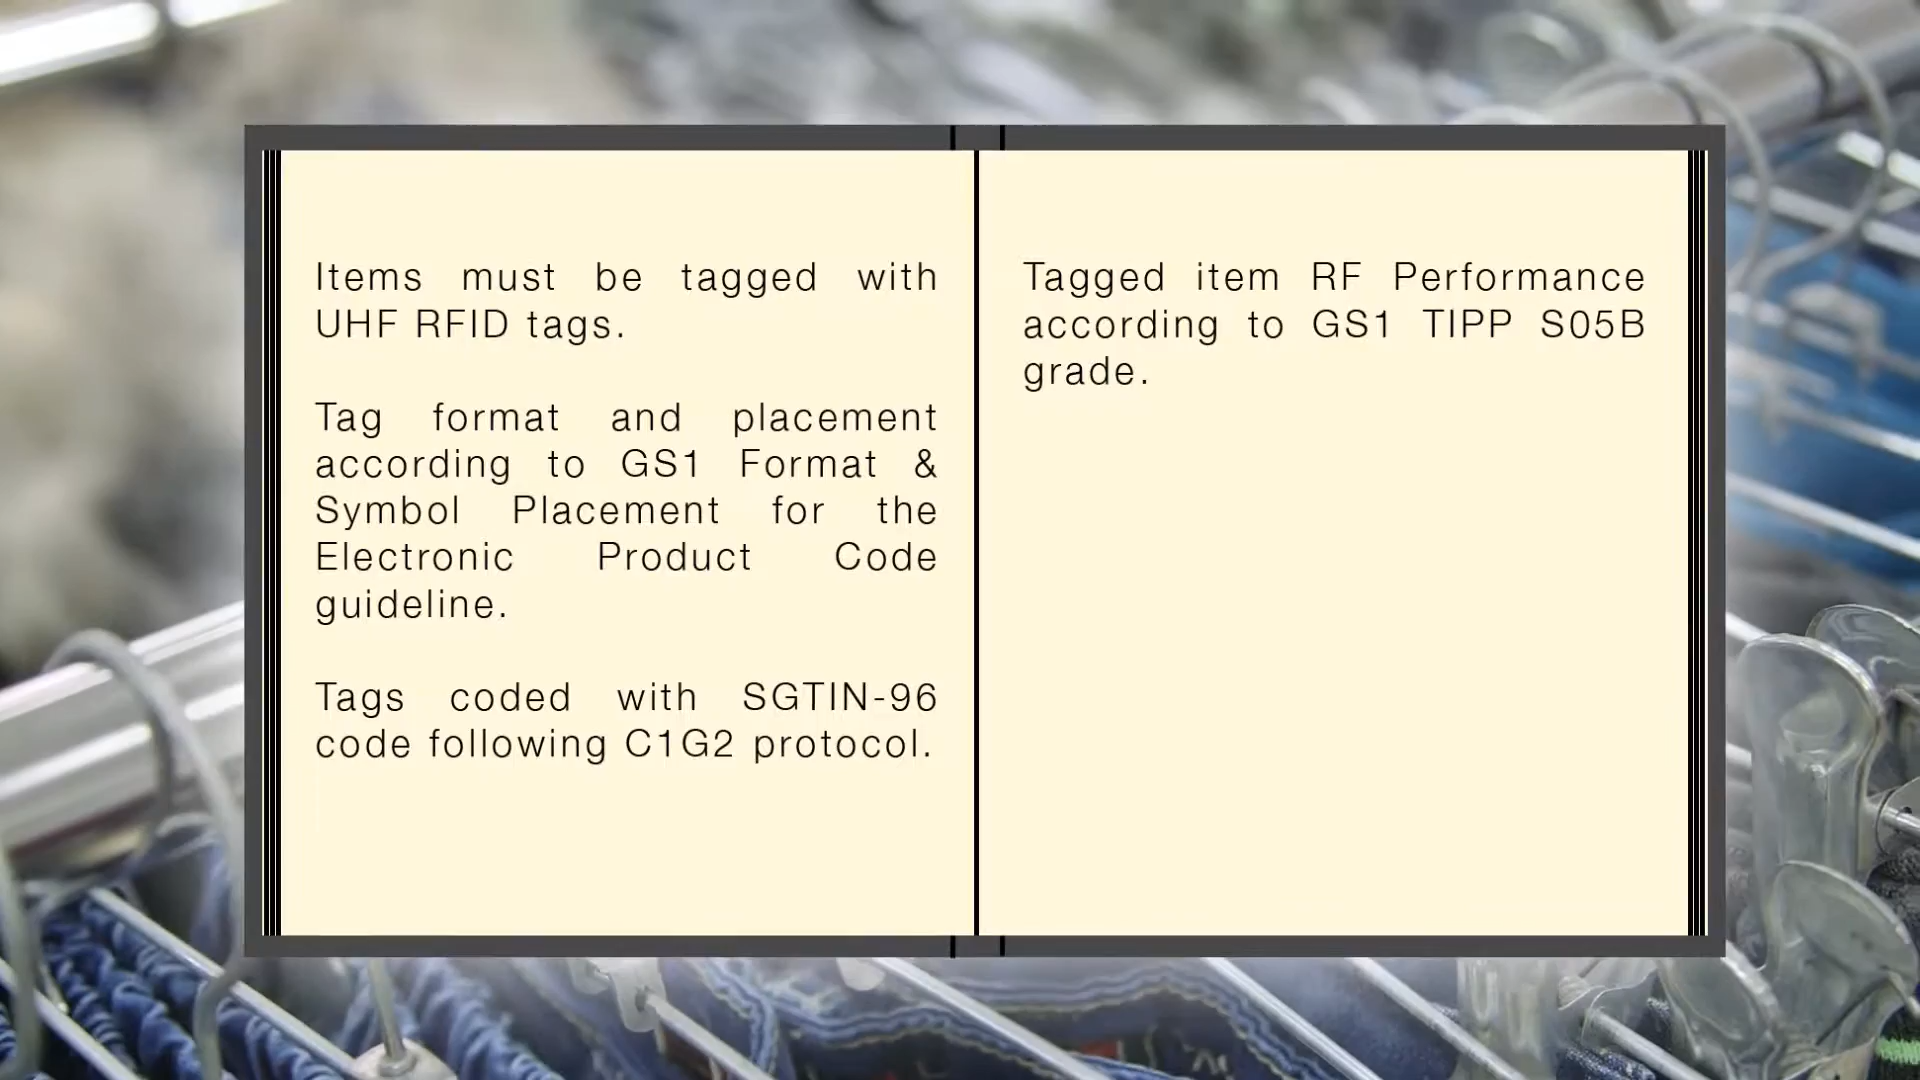 Items must be tagged with
UHF RFID tags.
Tag format and placement
according to GS1 Format &
Symbol Placement for the
Electronic Product Code
guideline.
Tags coded with SGTIN-96
code following C1G2 protocol.
Tagged item RF Performance
according to GS1 TIPP S05B
grade.